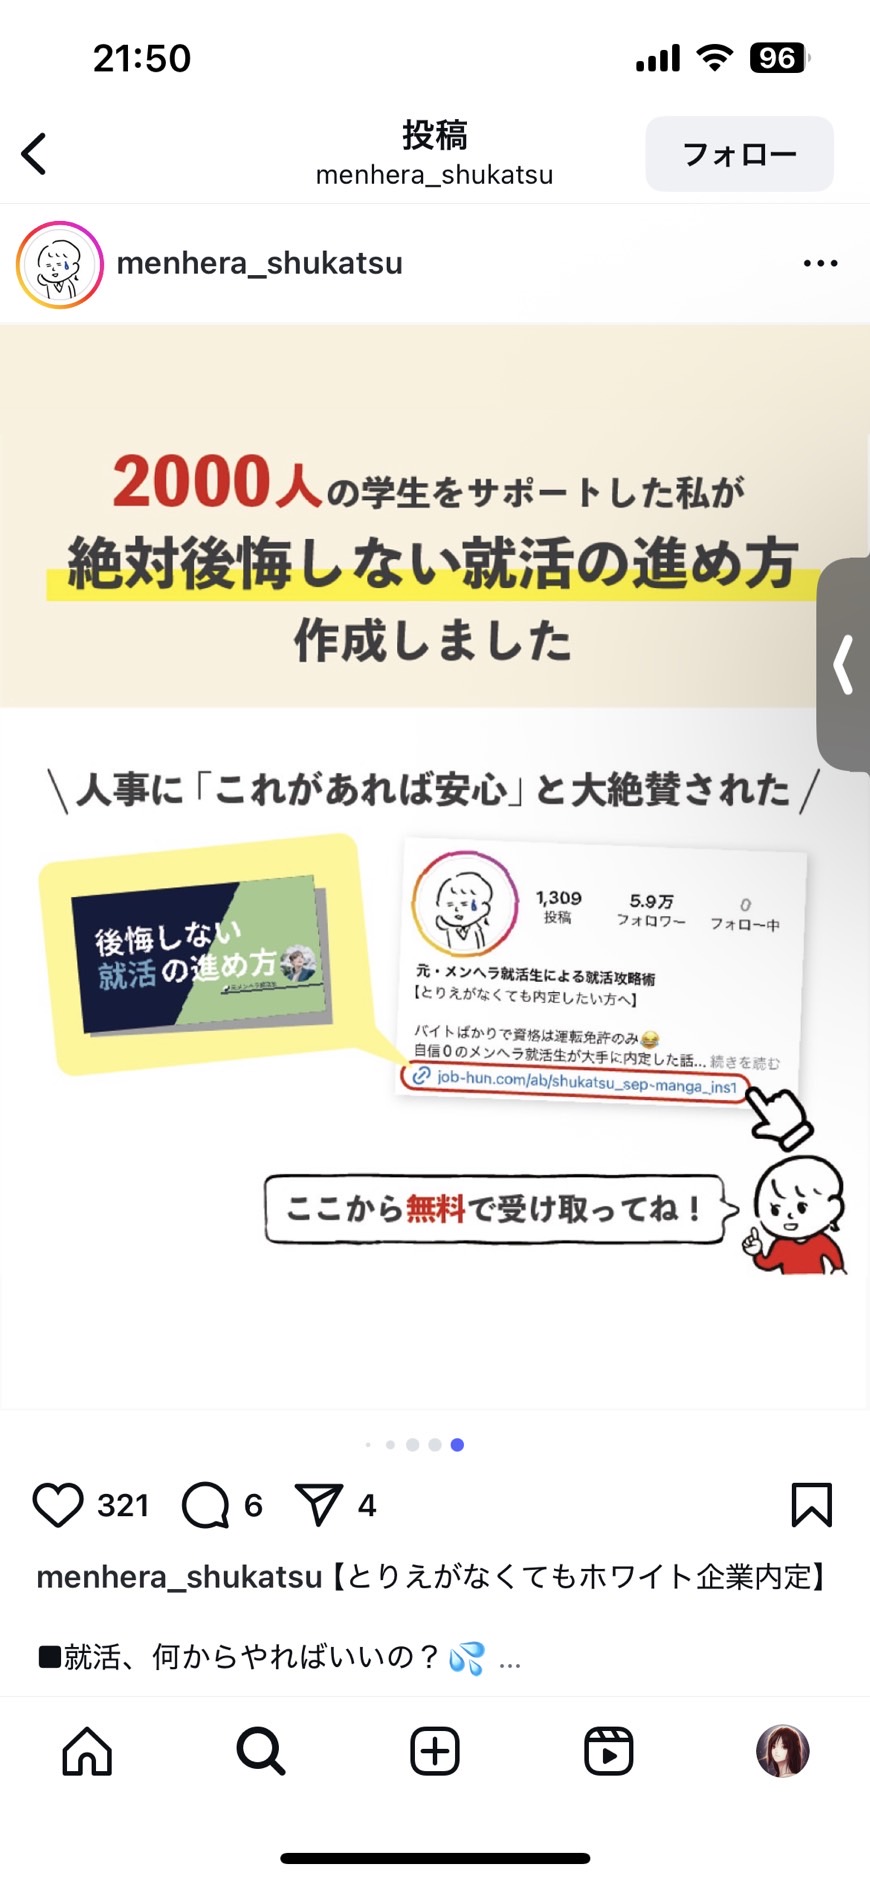 21:50
96
投稿
menhera_shukatsu
フォロー
menhera_shukatsu
2000人の学生をサポートした私が
絶対後悔しない就活の進め方
作成しました
\人事に「これがあれば安心」と大絶賛された/
後悔しない
就活の進め方
1,309
投稿
5.9万
フォロワー
0
フォロー中
元・メンヘラ就活生による就活攻略術
【とりえがなくても内定したい方へ】
バイトばかりで資格は運転免許のみ😂
自信0のメンヘラ就活生が大手に内定した話... 続きを読む
job-hun.com/ab/shukatsu_sep-manga_ins1
ここから無料で受け取ってね！
321
6
4
menhera_shukatsu【とりえがなくてもホワイト企業内定】
■就活、何からやればいいの？💦 ...